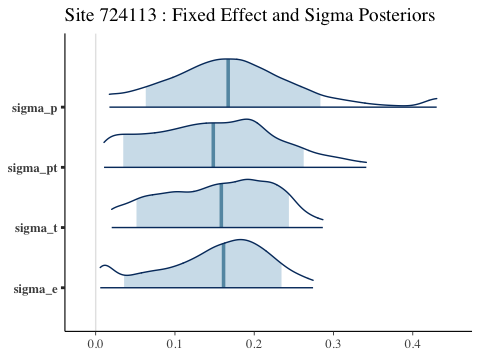 Site 724113 : Fixed Effect and Sigma Posteriors
sigma_p
sigma_pt
sigma_t
sigma_e
0.0 0.1 0.2 0.3 0.4